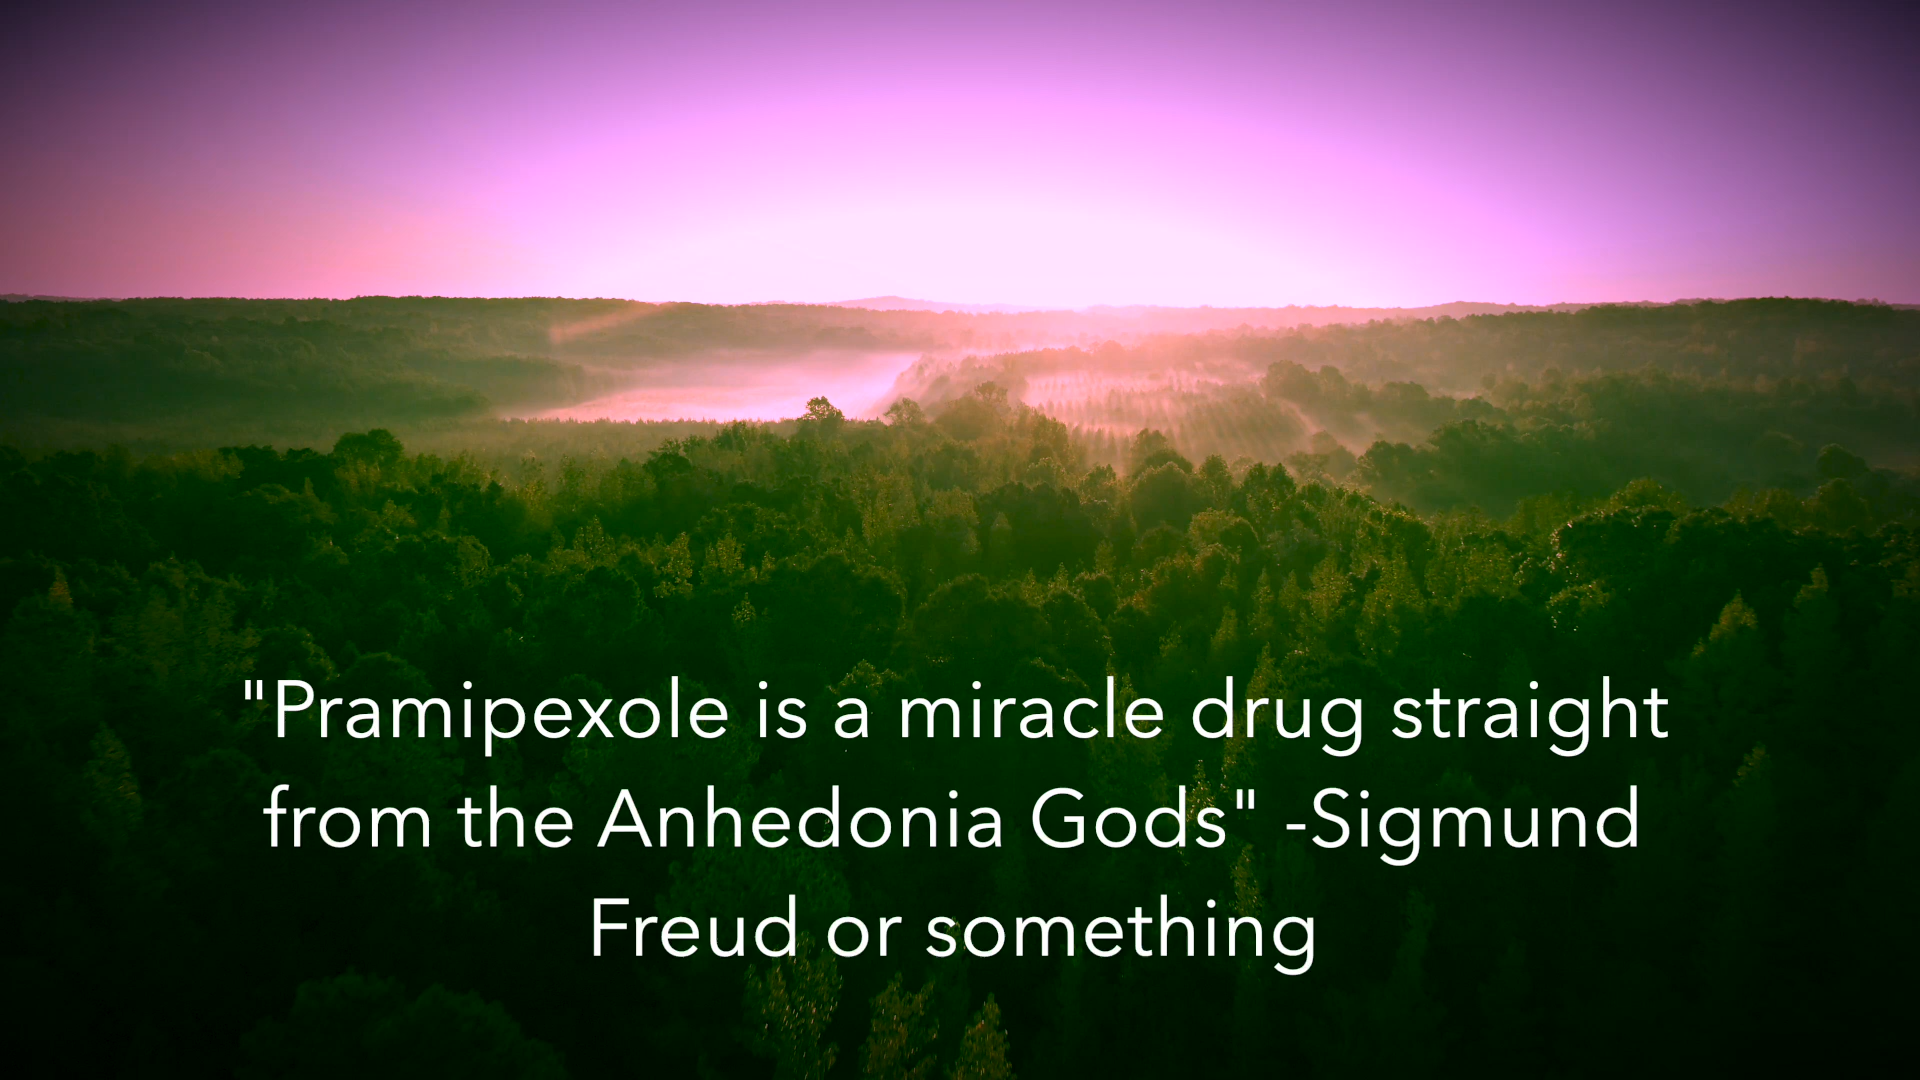 "Pramipexole is a miracle drug straight
from the Anhedonia Gods" -Sigmund
Freud or something